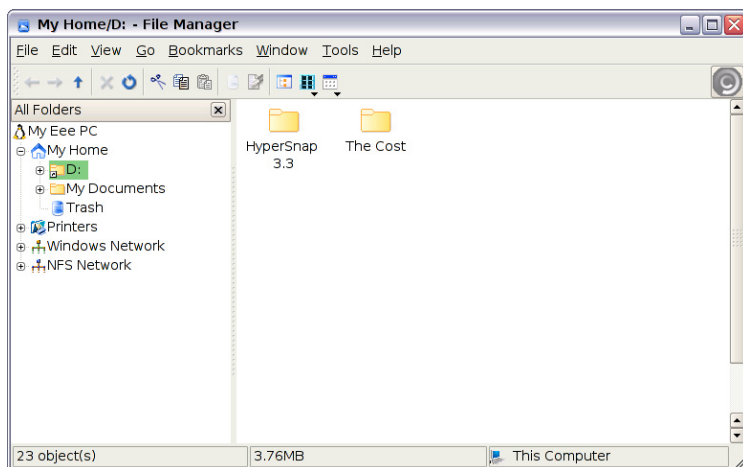 My Home/D: - File Manager
File Edit View Go Bookmarks Window Tools Help
All Folders
My Eee PC
My Home
D:
My Documents
Trash
Printers
Windows Network
NFS Network
HyperSnap
3.3
The Cost
23 object(s)
3.76MB
This Computer